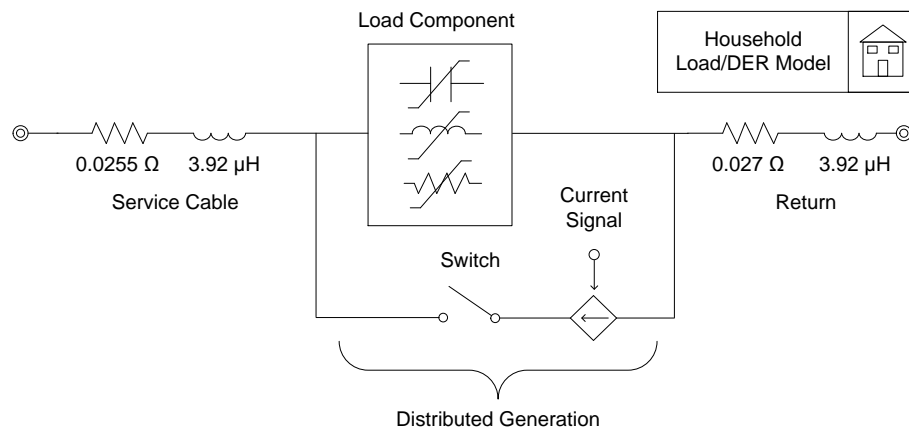 Load Component
Household
Load/DER Model
0.0255 Ω
3.92 μH
0.027 Ω
3.92 μH
Service Cable
Current
Signal
Return
Switch
Distributed Generation